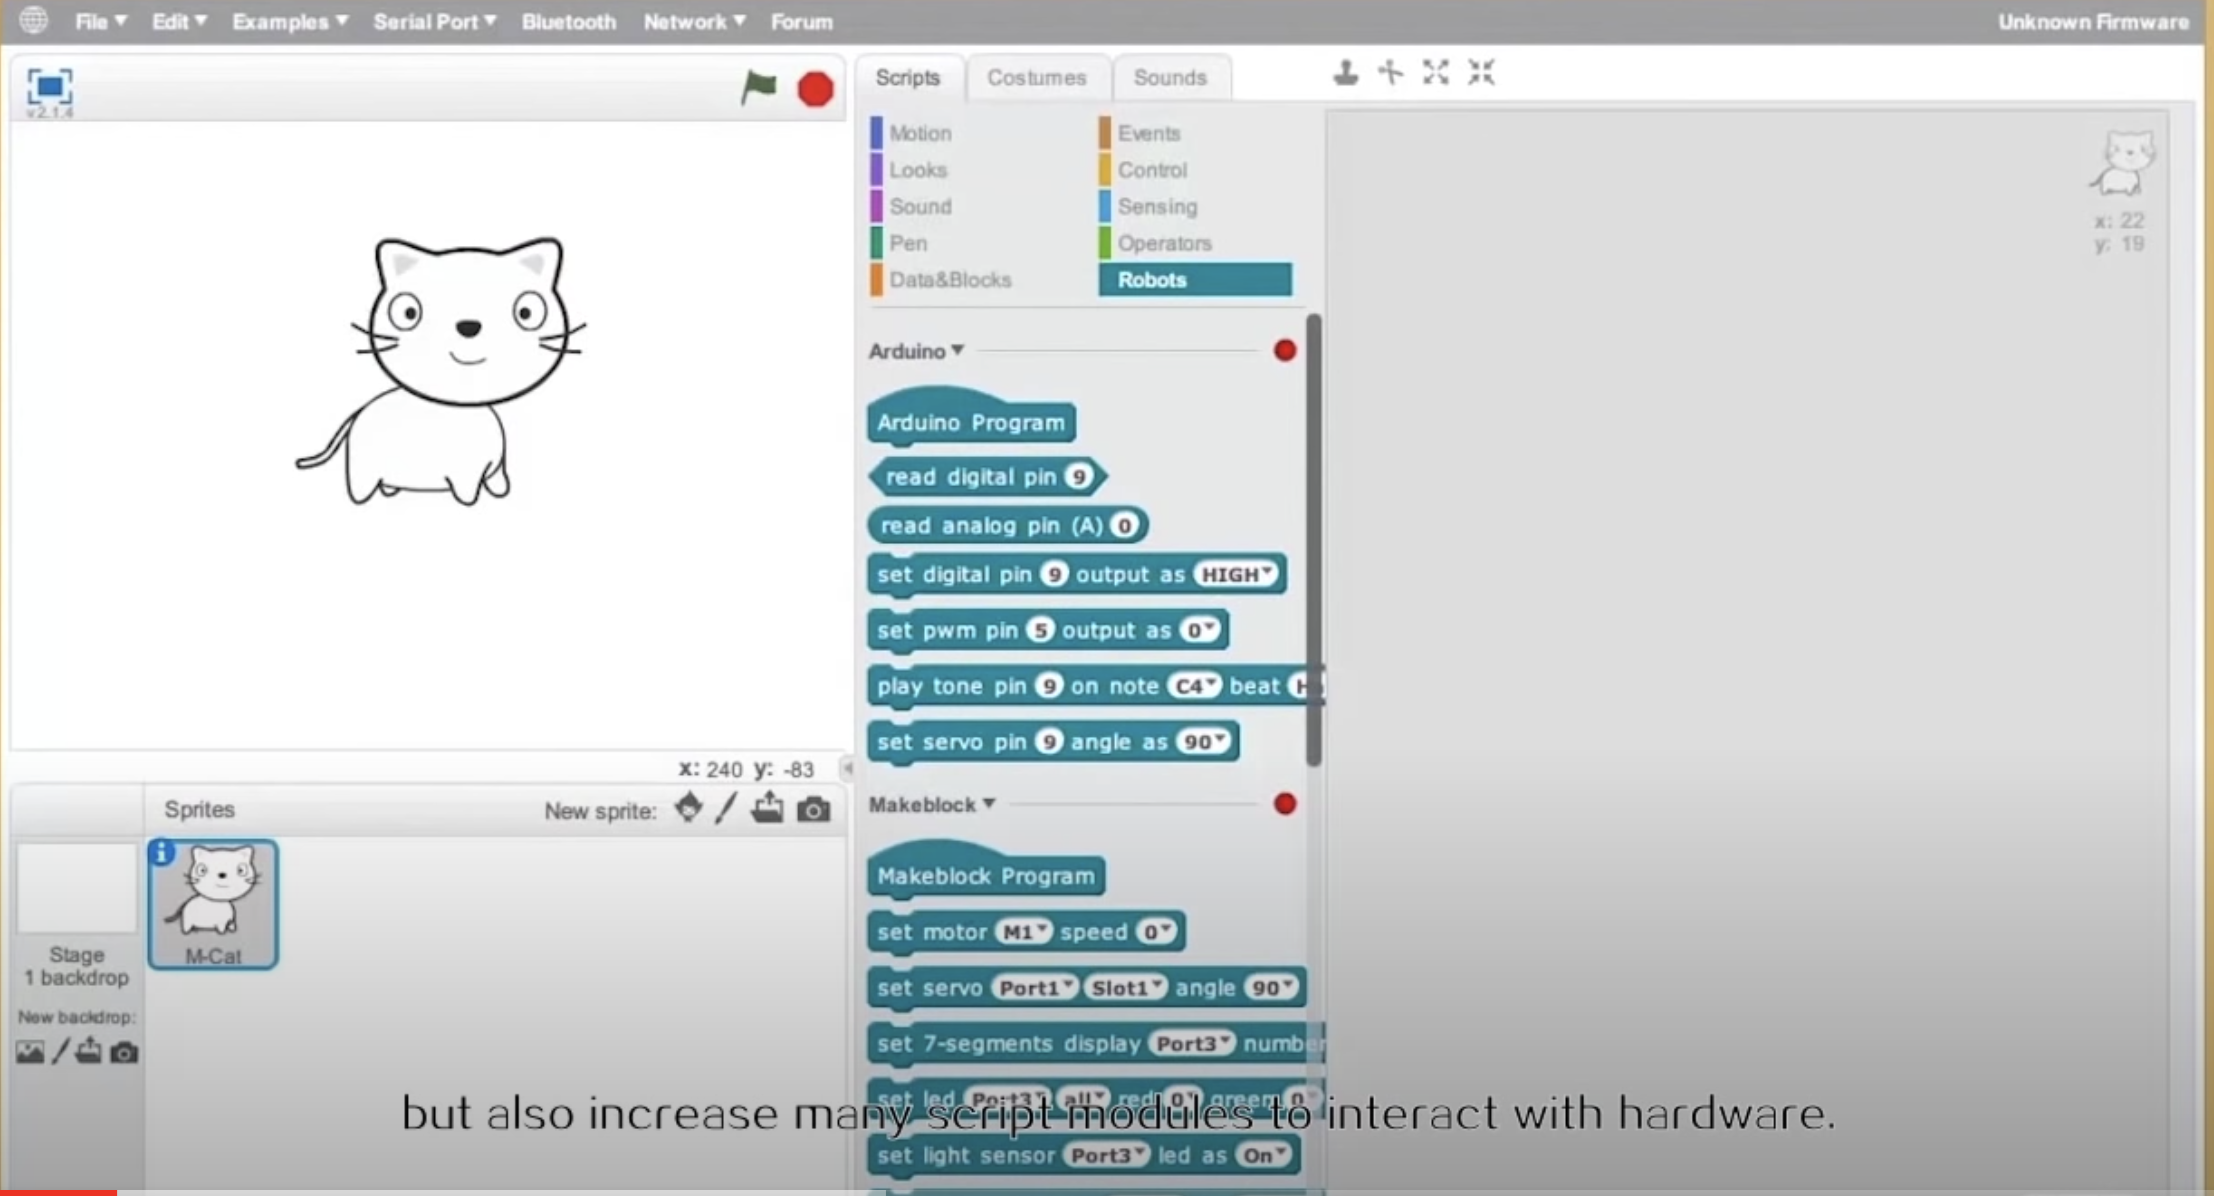 File Edit Examples Serial Port Bluetooth Network Forum Unknown Firmware
v2.1.4
Scripts Costumes Sounds
Motion Events
Looks Control
Sound Sensing
Pen Operators
Data&Blocks Robots
x: 22
y: 19
Arduino
Arduino Program
read digital pin 9
read analog pin (A) 0
set digital pin 9 output as HIGH
set pwm pin 5 output as 0
play tone pin 9 on note C4 beat
set servo pin 9 angle as 90
x: 240 y: -83
Sprites New sprite:
M-Cat
Stage
1 backdrop
New backdrop:
Makeblock
Makeblock Program
set motor M1 speed 0
set servo Port1 Slot1 angle 90
set 7-segments display Port3
set led Port3 all red 0 green 0
but also increase many script modules to interact with hardware.
set light sensor Port3 led as On